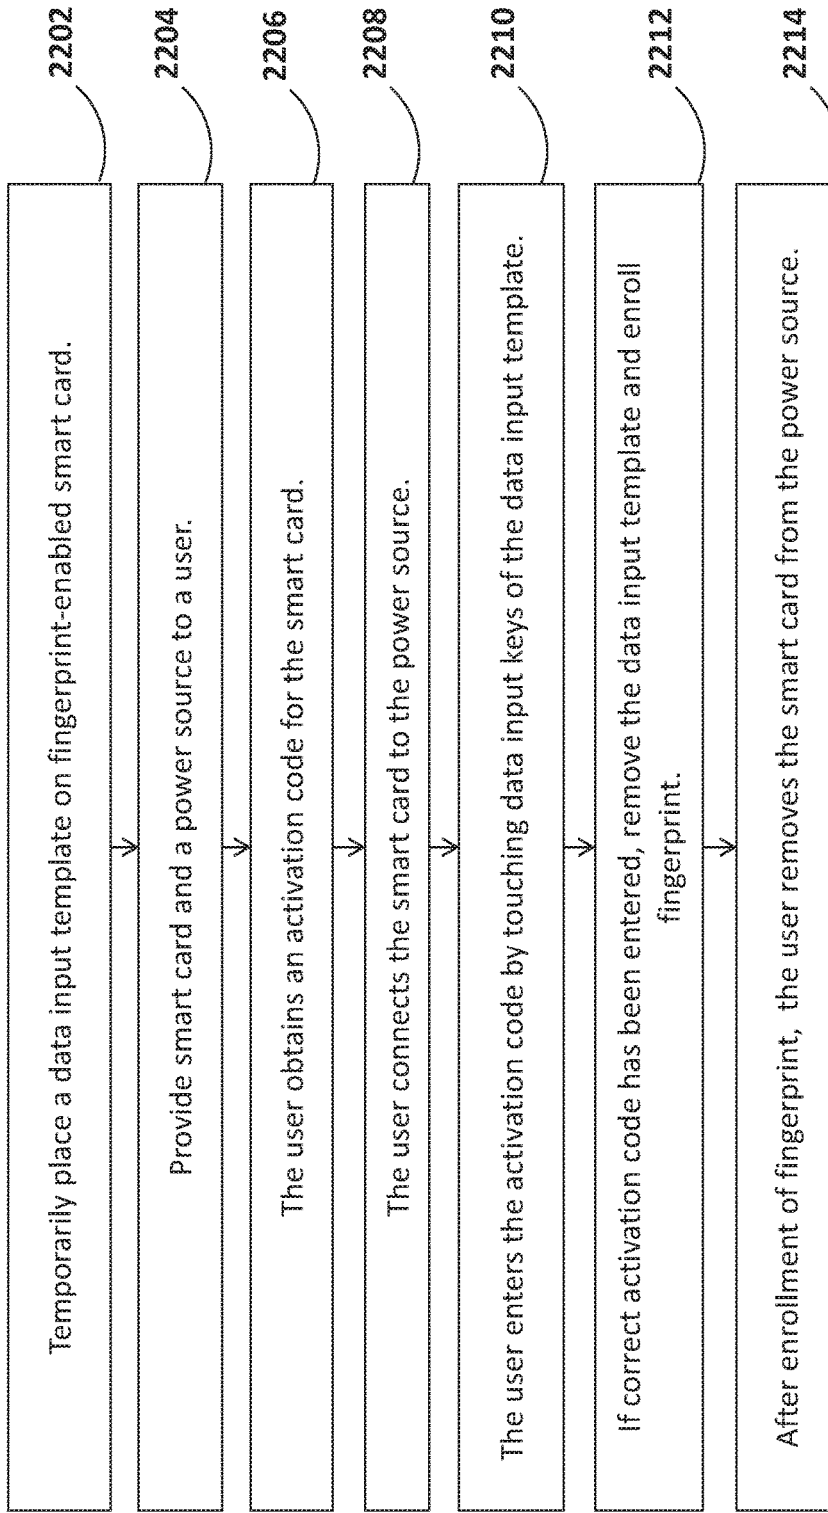 2202
Temporarily place a data input template on fingerprint-enabled smart card.
2204
Provide smart card and a power source to a user.
2206
The user obtains an activation code for the smart card.
2208
The user connects the smart card to the power source.
2210
The user enters the activation code by touching data input keys of the data input template.
2212
If correct activation code has been entered, remove the data input template and enroll
fingerprint.
2214
After enrollment of fingerprint, the user removes the smart card from the power source.